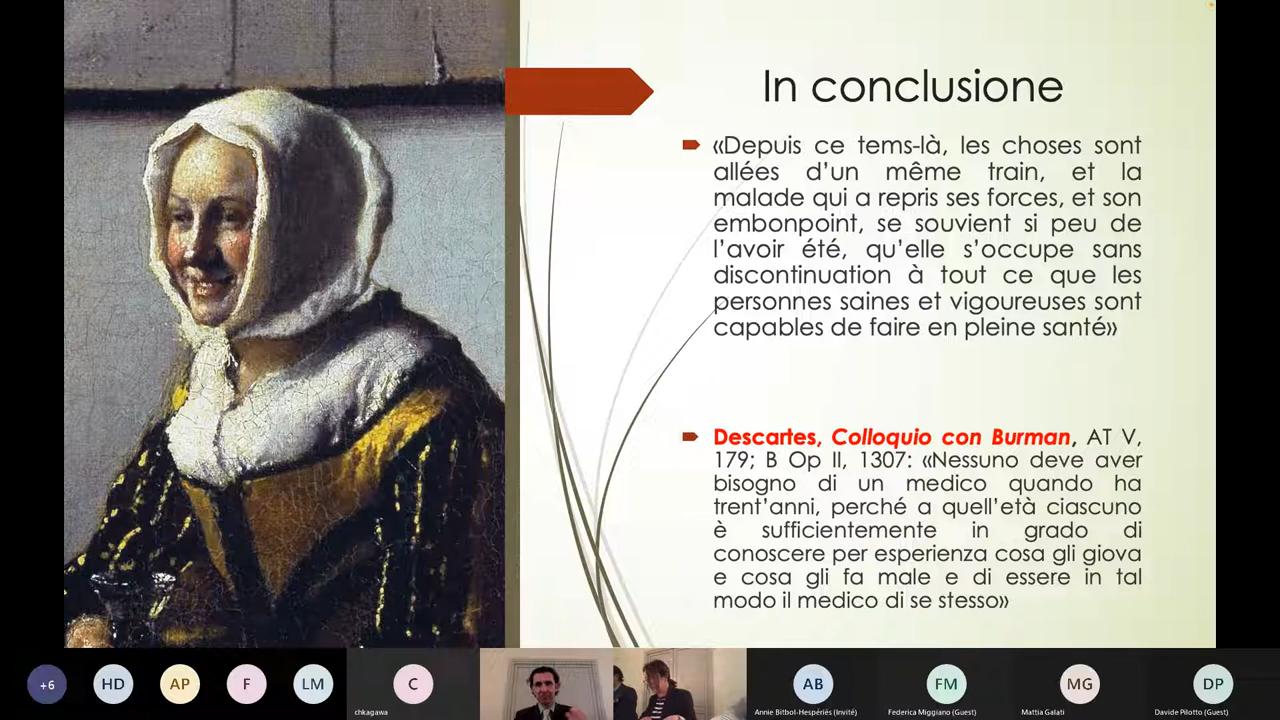 In conclusione
«Depuis ce tems-là, les choses sont
allées d’un même train, et la
malade qui a repris ses forces, et son
embonpoint, se souvient si peu de
l’avoir été, qu’elle s’occupe sans
discontinuation à tout ce que les
personnes saines et vigoureuses sont
capables de faire en pleine santé»
Descartes, Colloquio con Burman, AT V,
179; B Op II, 1307: «Nessuno deve aver
bisogno di un medico quando ha
trent’anni, perché a quell’età ciascuno
è sufficientemente in grado di
conoscere per esperienza cosa gli giova
e cosa gli fa male e di essere in tal
modo il medico di se stesso»
+6
HD
AP
F
LM
C
chkagawa
AB
Annie Bitbol-Hespériès (Invité)
FM
Federica Miggiano (Guest)
MG
Mattia Galati
DP
Davide Pilotto (Guest)